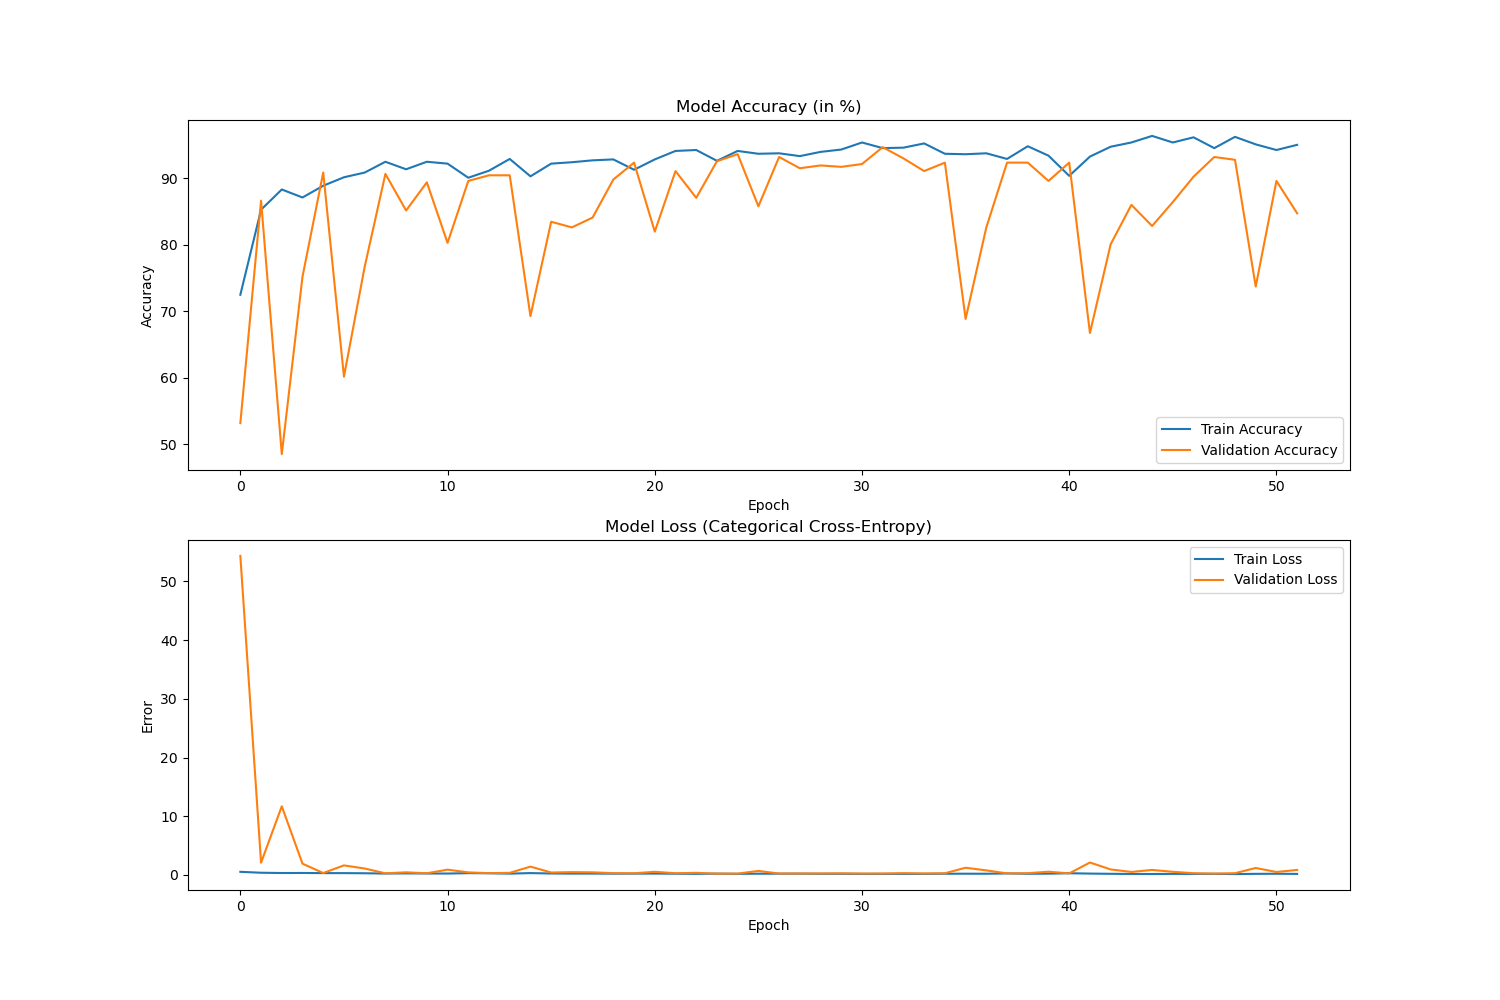 Model Accuracy (in %)
Accuracy
90
80
70
60
50
Train Accuracy
Validation Accuracy
0 10 20 30 40 50
Epoch
Model Loss (Categorical Cross-Entropy)
Error
50
40
30
20
10
0
Train Loss
Validation Loss
0 10 20 30 40 50
Epoch